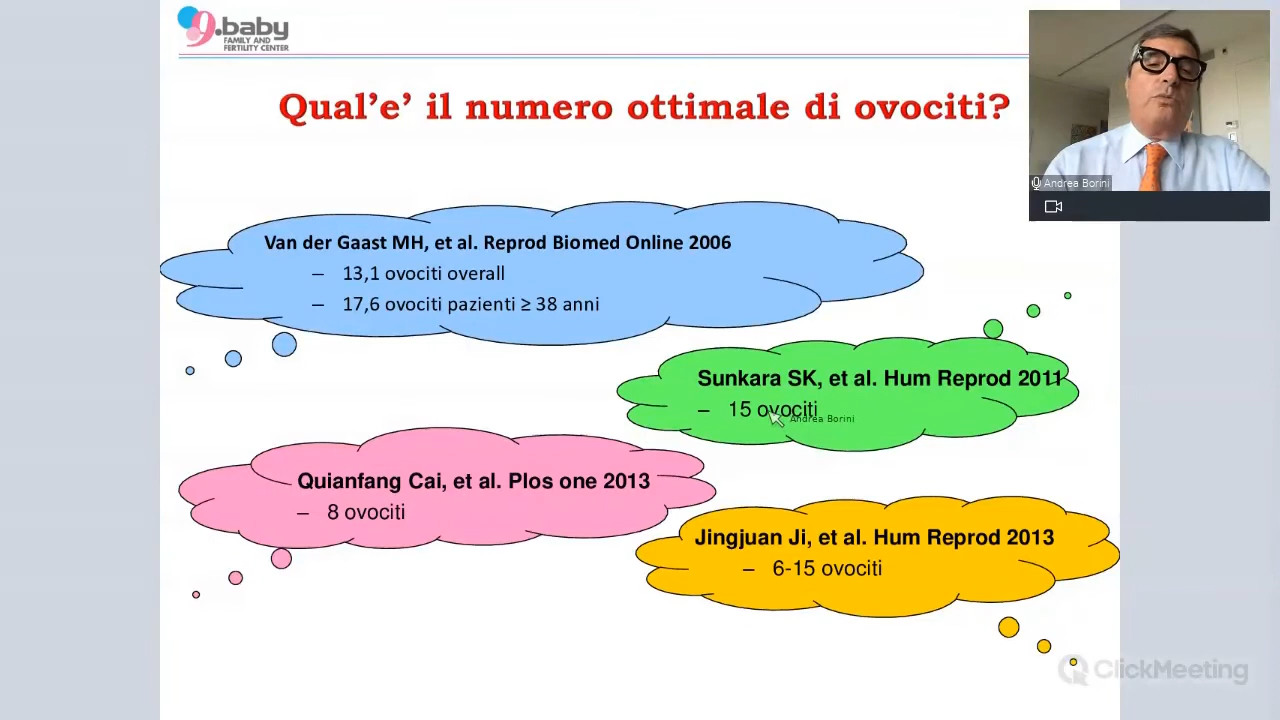 9.baby
FAMILY AND
FERTILITY CENTER
Qual'e' il numero ottimale di ovociti?
Andrea Borini
Van der Gaast MH, et al. Reprod Biomed Online 2006
– 13,1 ovociti overall
– 17,6 ovociti pazienti ≥ 38 anni
Sunkara SK, et al. Hum Reprod 2011
– 15 ovociti
Andrea Borini
Quianfang Cai, et al. Plos one 2013
– 8 ovociti
Jingjuan Ji, et al. Hum Reprod 2013
– 6-15 ovociti
ClickMeeting